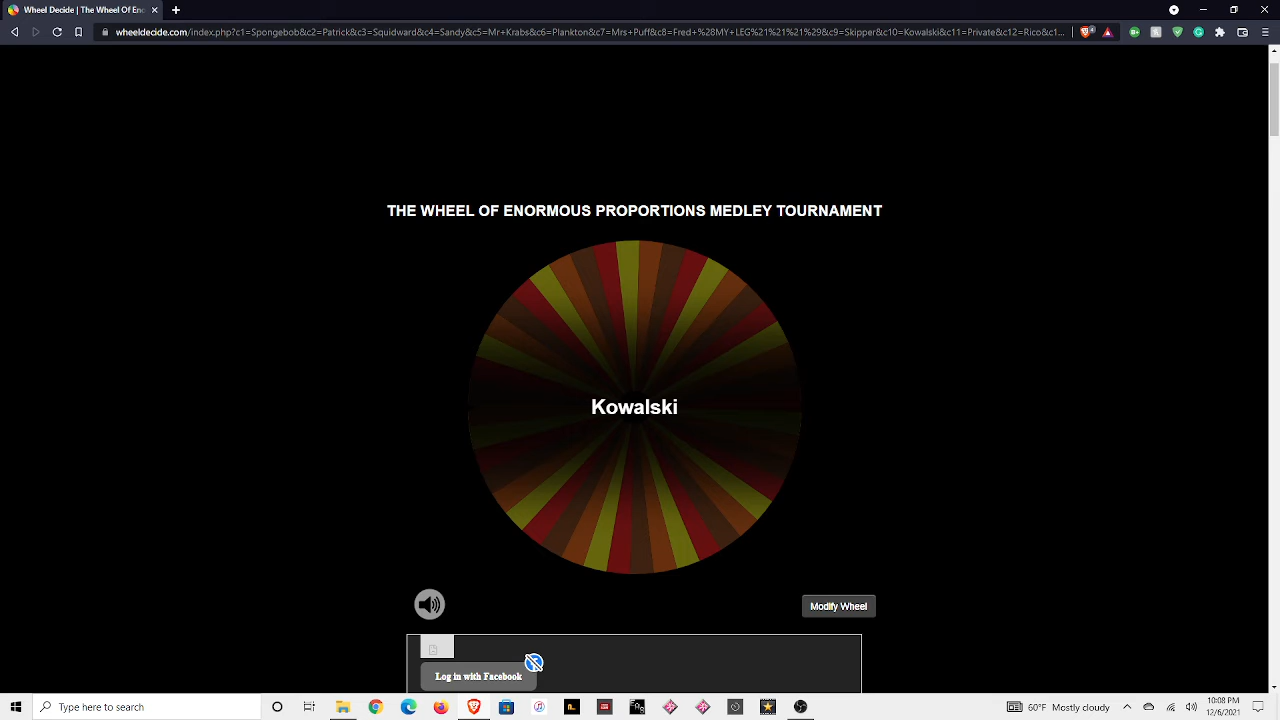 Wheel Decide | The Wheel Of Eno
wheeldecide.com/index.php?c1=Spongebob&c2=Patrick&c3=Squidward&c4=Sandy&c5=Mr+Krabs&c6=Plankton&c7=Mrs+Puff&c8=Fred+%28MY+LEG%21%21%21%29&c9=Skipper&c10=Kowalski&c11=Private&c12=Rico&c1...
THE WHEEL OF ENORMOUS PROPORTIONS MEDLEY TOURNAMENT
Kowalski
Modify Wheel
Log in with Facebook
Type here to search
60°F Mostly cloudy
10:08 PM
12/6/2021